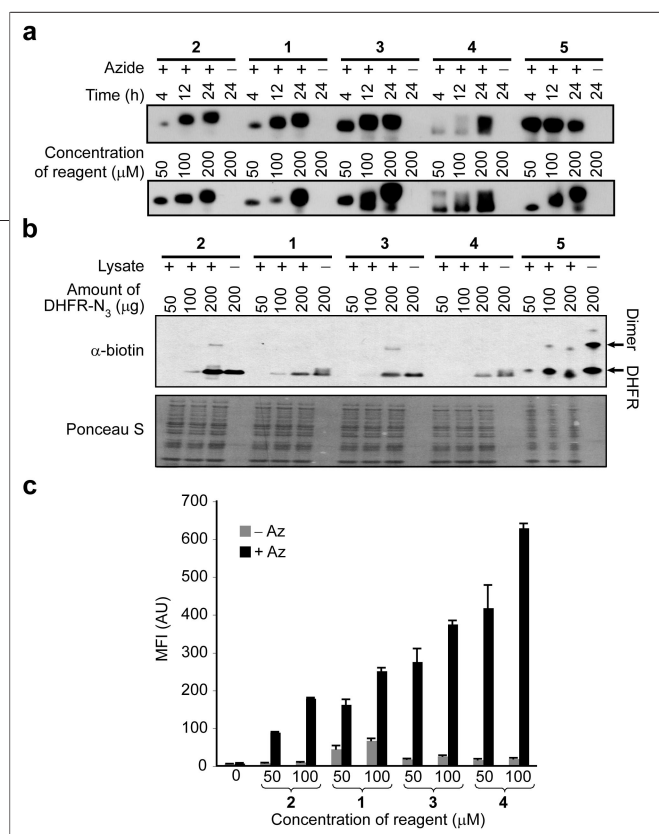 a
2 1 3 4 5
Azide + + + – + + + – + + + – + + + – + + + –
Time (h) 4 12 24 24 4 12 24 24 4 12 24 24 4 12 24 24 4 12 24 24
Concentration
of reagent (μM) 50 100 200 200 50 100 200 200 50 100 200 200 50 100 200 200 50 100 200 200
b
2 1 3 4 5
Lysate + + + – + + + – + + + – + + + – + + + –
Amount of
DHFR-N3 (μg) 50 100 200 200 50 100 200 200 50 100 200 200 50 100 200 200 50 100 200 200
α-biotin
Dimer
DHFR
Ponceau S
c
700
600
500
400
300
200
100
0
MFI (AU)
– Az
+ Az
0 50 100 50 100 50 100 50 100
2 1 3 4
Concentration of reagent (μM)